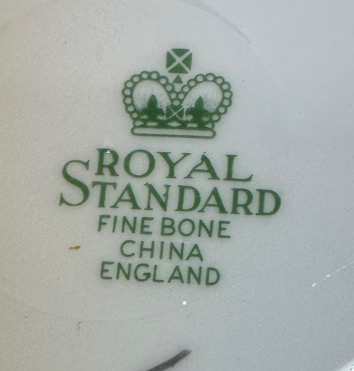 ROYAL
STANDARD
FINE BONE
CHINA
ENGLAND